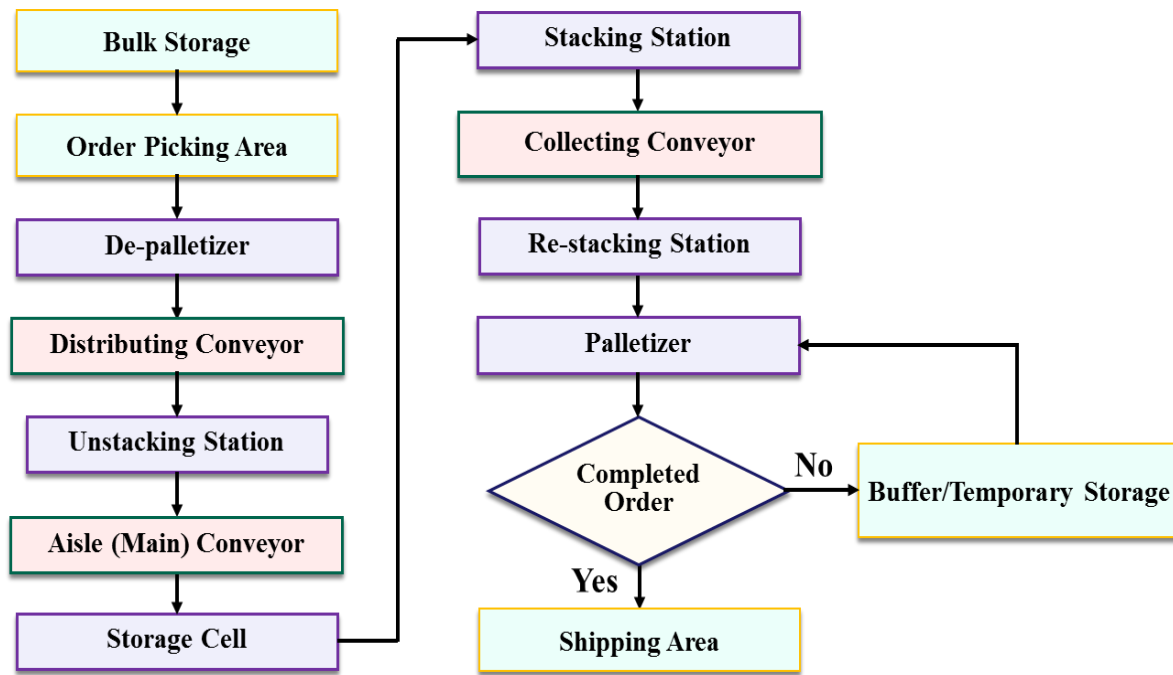 Bulk Storage
Order Picking Area
De-palletizer
Distributing Conveyor
Unstacking Station
Aisle (Main) Conveyor
Storage Cell
Stacking Station
Collecting Conveyor
Re-stacking Station
Palletizer
Completed
Order
No
Buffer/Temporary Storage
Yes
Shipping Area